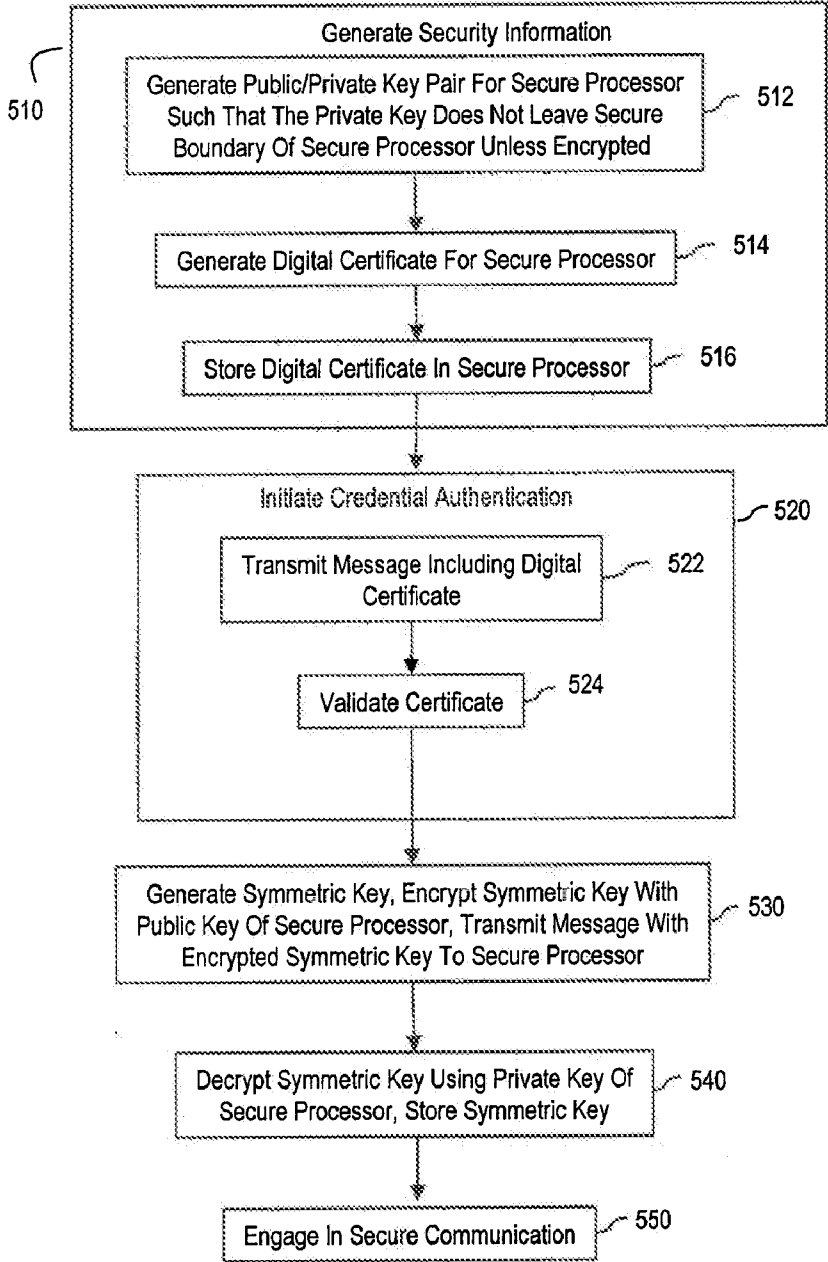 Generate Security Information
510
Generate Public/Private Key Pair For Secure Processor
Such That The Private Key Does Not Leave Secure
Boundary Of Secure Processor Unless Encrypted
512
Generate Digital Certificate For Secure Processor
514
Store Digital Certificate In Secure Processor
516
Initiate Credential Authentication
520
Transmit Message Including Digital
Certificate
522
Validate Certificate
524
Generate Symmetric Key, Encrypt Symmetric Key With
Public Key Of Secure Processor, Transmit Message With
Encrypted Symmetric Key To Secure Processor
530
Decrypt Symmetric Key Using Private Key Of
Secure Processor, Store Symmetric Key
540
Engage In Secure Communication
550